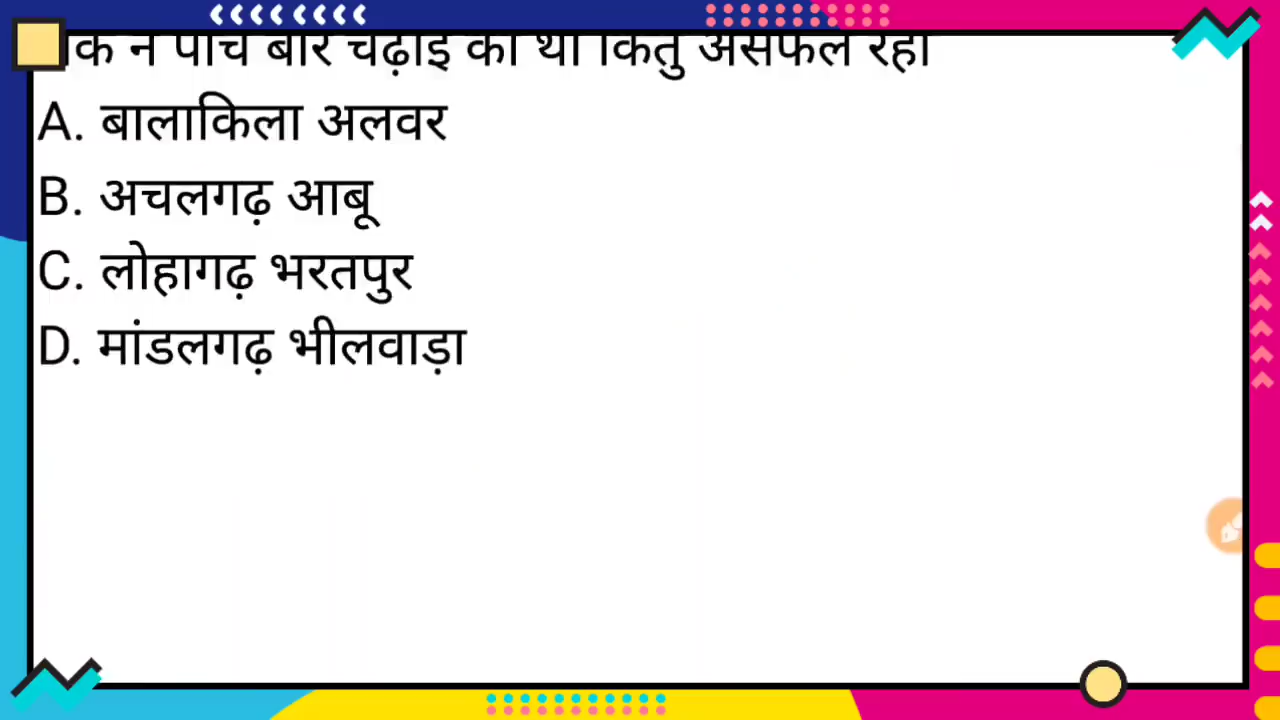 क ने पांच बार चढ़ाई की थी किंतु असफल रहा
A. बालाकिला अलवर
B. अचलगढ़ आबू
C. लोहागढ़ भरतपुर
D. मांडलगढ़ भीलवाड़ा